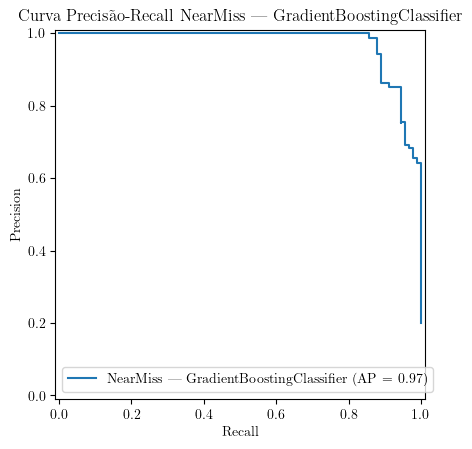 Curva Precisão-Recall NearMiss — GradientBoostingClassifier
1.0
0.8
0.6
0.4
0.2
0.0
Precision
NearMiss — GradientBoostingClassifier (AP = 0.97)
0.0 0.2 0.4 0.6 0.8 1.0
Recall